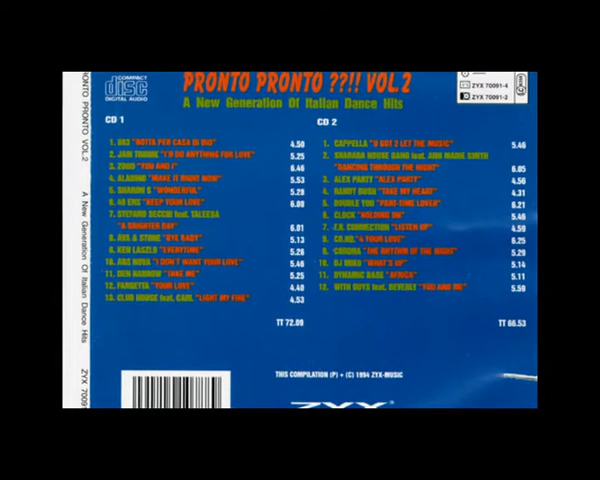 PRONTO PRONTO VOL.2 A New Generation Of Italian Dance Hits ZYX 7009
COMPACT
disc
DIGITAL AUDIO
PRONTO PRONTO ??!! VOL.2
A New Generation Of Italian Dance Hits
ZYX 70091-4
ZYX 70091-2
CD 1
1. 883 "ROTTA PER CASA DI DIO" 4.50
2. JAM TRONIK "I'D DO ANYTHING FOR LOVE" 5.25
3. "YOU AND I" 6.46
4. ALADINO "MAKE IT RIGHT NOW" 5.53
5. SHARON C "WONDERFUL" 5.28
6. 49 ERS "KEEP YOUR LOVE" 6.09
7. STEFANO SECCHI feat. TALEESA
"A BRIGHTER DAY" 6.01
8. & STONE "BYE BABY" 5.13
9. KEN LASZLO "EVERYTIME" 5.26
10. ARS NOVA "I DON'T WANT YOUR LOVE" 5.46
11. DEN HARROW "TAKE ME" 5.25
12. FARGETTA "YOUR LOVE" 4.40
13. CLUB HOUSE feat. CARL "LIGHT MY FIRE" 4.53
TT 72.09
CD 2
1. CAPPELLA "U GOT 2 LET THE MUSIC" 5.46
2. SHARADA HOUSE GANG feat. ANN MARIE SMITH
"DANCING THROUGH THE NIGHT" 6.05
3. ALEX PARTY "ALEX PARTY" 4.56
4. RANDY BUSH "TAKE MY HEART" 4.31
5. DOUBLE YOU "PART-TIME LOVER" 6.21
6. CLOCK "HOLDING ON" 5.46
7. F.R. CONNECTION "LISTEN UP" 4.59
8. CO.RO. "4 YOUR LOVE" 6.25
9. CORONA "THE RHYTHM OF THE NIGHT" 5.29
10. DJ MIKO "WHAT'S UP" 5.14
11. DYNAMIC BASE "AFRICA" 5.11
12. WITH GUYS feat. BEVERLY "YOU AND ME" 5.59
TT 66.53
THIS COMPILATION (P) + (C) 1994 ZYX-MUSIC
ZYX